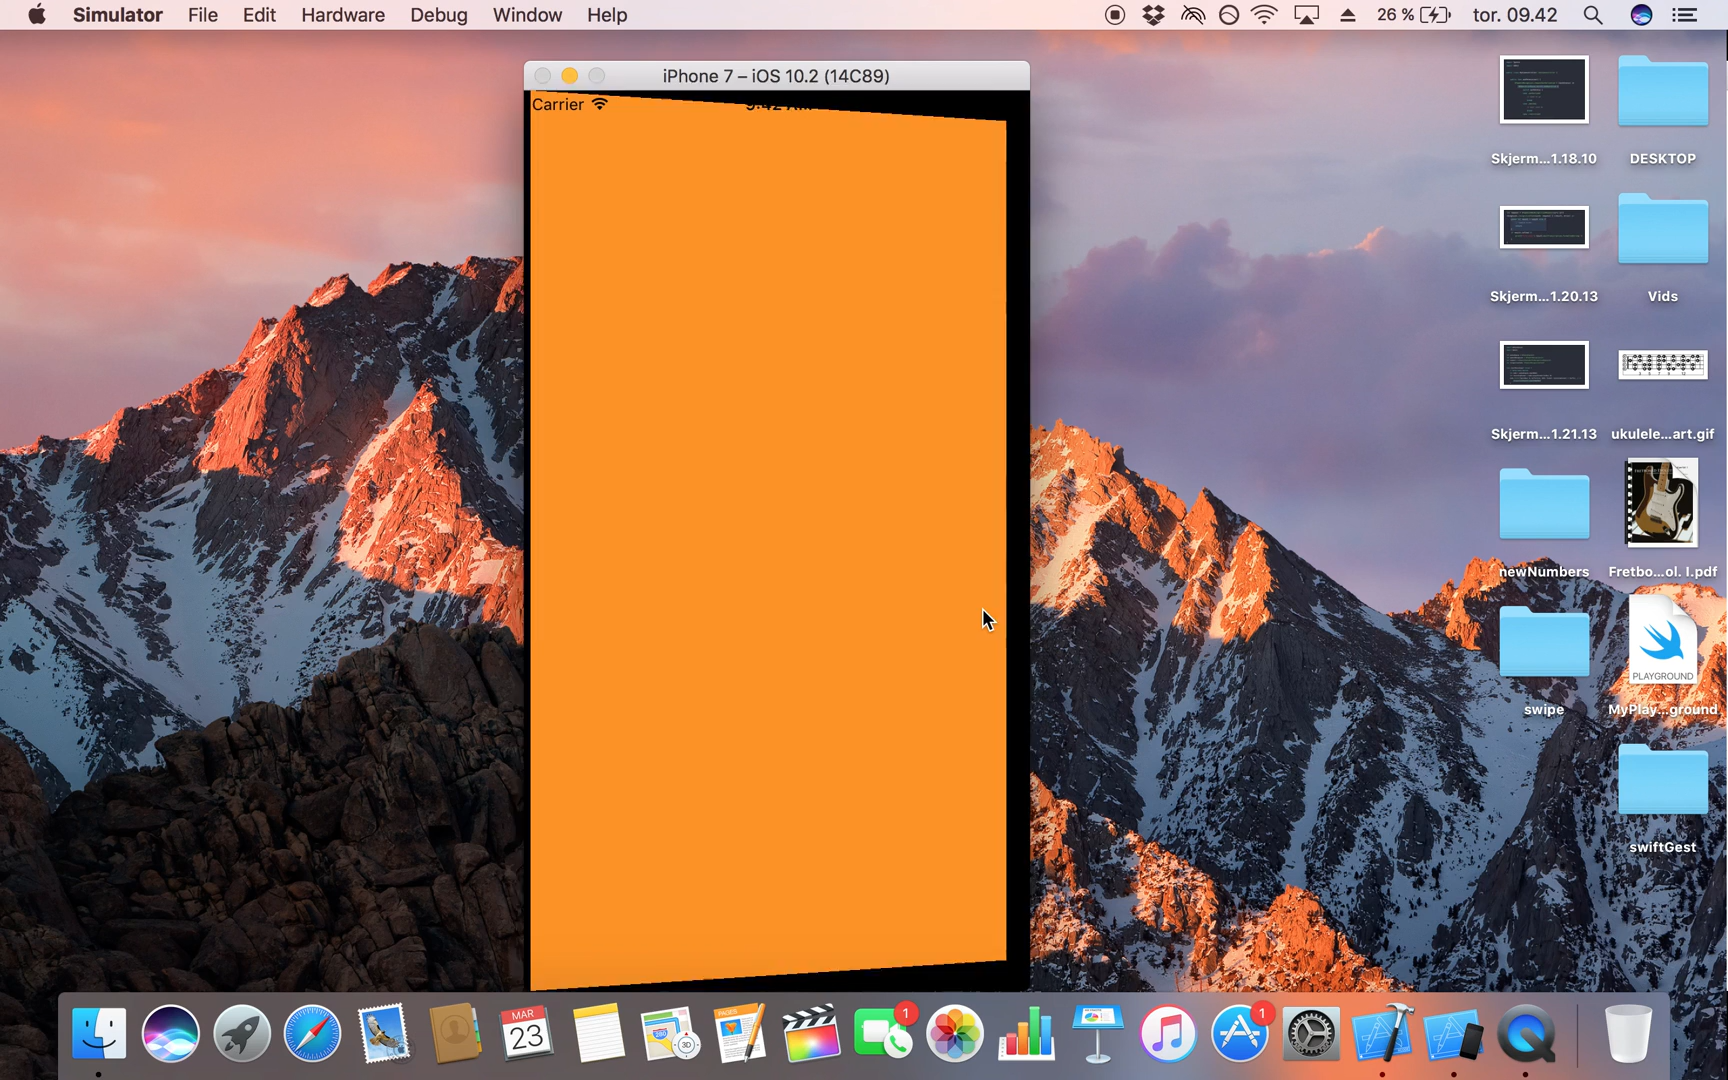 Simulator File Edit Hardware Debug Window Help
26 % tor. 09.42
iPhone 7 – iOS 10.2 (14C89)
Carrier
Skjerm...1.18.10
DESKTOP
Skjerm...1.20.13
Vids
Skjerm...1.21.13
ukulele...art.gif
newNumbers
Fretbo...ol. I.pdf
PLAYGROUND
swipe
MyPlay...ground
swiftGest
MAR
23
PAGES
3D
1
1